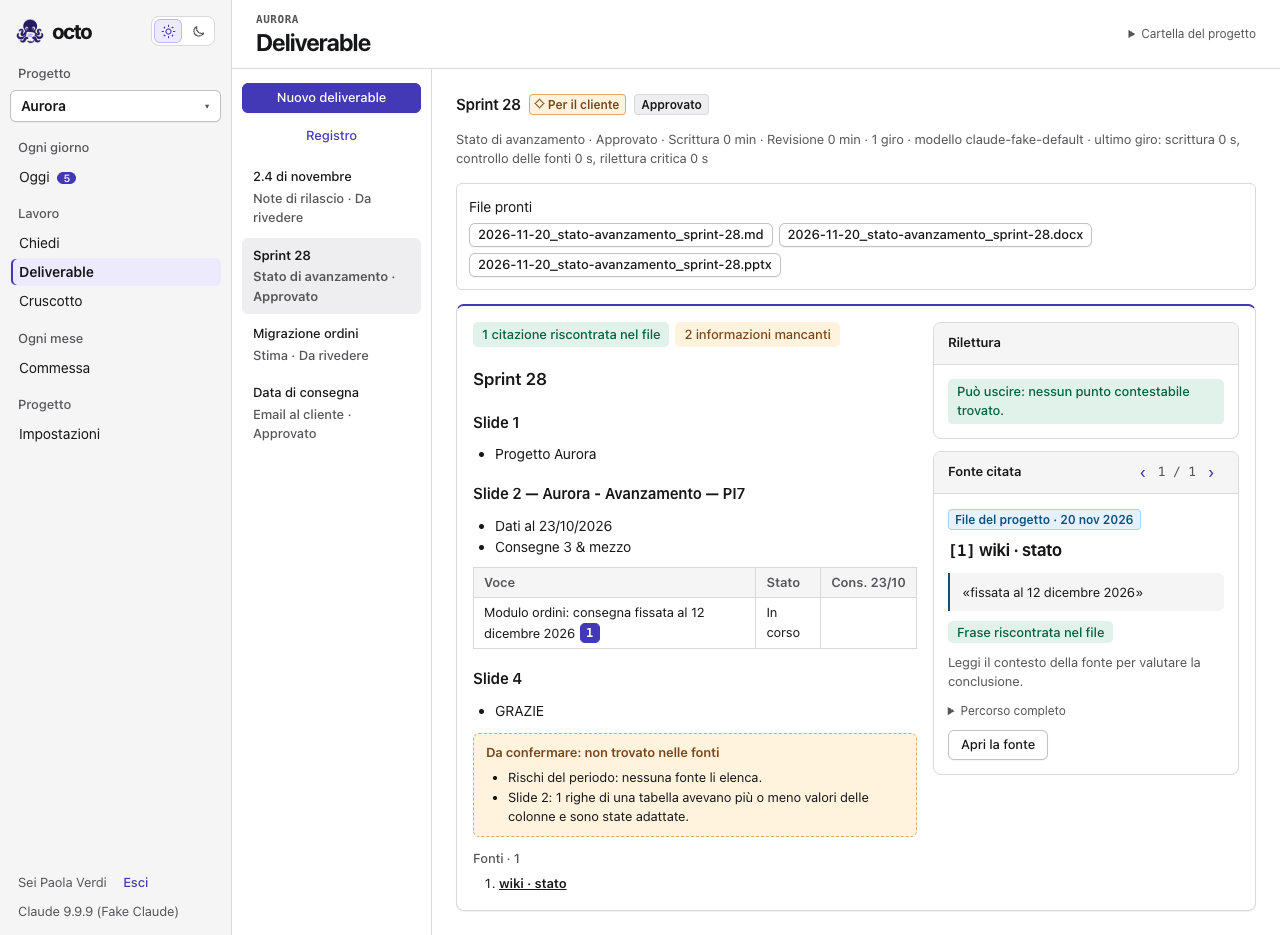 octo
Progetto
Aurora
Ogni giorno
Oggi 5
Lavoro
Chiedi
Deliverable
Cruscotto
Ogni mese
Commessa
Progetto
Impostazioni
Sei Paola Verdi Esci
Claude 9.9.9 (Fake Claude)
AURORA
Deliverable
Cartella del progetto
Nuovo deliverable
Registro
2.4 di novembre
Note di rilascio · Da
rivedere
Sprint 28
Stato di avanzamento ·
Approvato
Migrazione ordini
Stima · Da rivedere
Data di consegna
Email al cliente ·
Approvato
Sprint 28 Per il cliente Approvato
Stato di avanzamento · Approvato · Scrittura 0 min · Revisione 0 min · 1 giro · modello claude-fake-default · ultimo giro: scrittura 0 s,
controllo delle fonti 0 s, rilettura critica 0 s
File pronti
2026-11-20_stato-avanzamento_sprint-28.md 2026-11-20_stato-avanzamento_sprint-28.docx
2026-11-20_stato-avanzamento_sprint-28.pptx
1 citazione riscontrata nel file 2 informazioni mancanti
Sprint 28
Slide 1
Progetto Aurora
Slide 2 — Aurora - Avanzamento — PI7
Dati al 23/10/2026
Consegne 3 & mezzo
Voce Stato Cons. 23/10
Modulo ordini: consegna fissata al 12
dicembre 2026 1
In
corso
Slide 4
GRAZIE
Da confermare: non trovato nelle fonti
Rischi del periodo: nessuna fonte li elenca.
Slide 2: 1 righe di una tabella avevano più o meno valori delle
colonne e sono state adattate.
Fonti · 1
1. wiki · stato
Rilettura
Può uscire: nessun punto contestabile
trovato.
Fonte citata ‹ 1 / 1 ›
File del progetto · 20 nov 2026
[1] wiki · stato
«fissata al 12 dicembre 2026»
Frase riscontrata nel file
Leggi il contesto della fonte per valutare la
conclusione.
Percorso completo
Apri la fonte